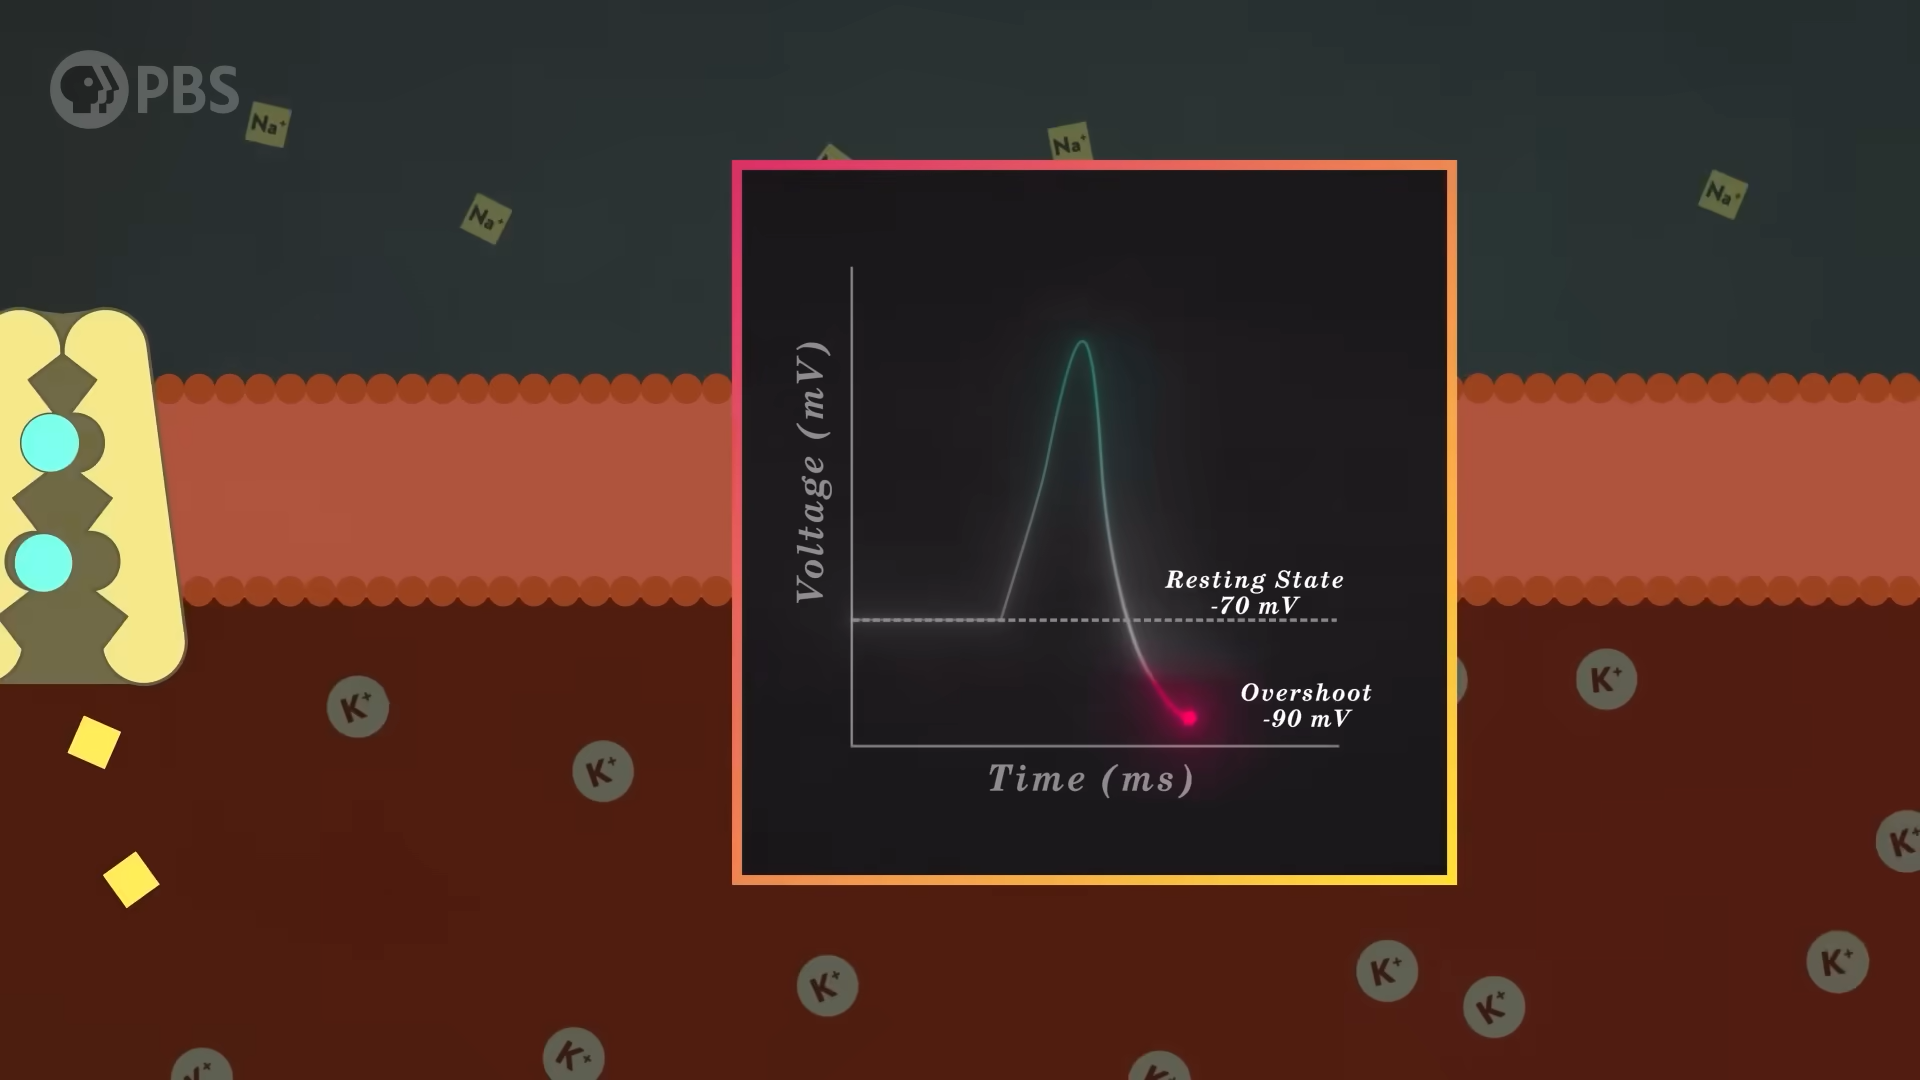 PBS
Na+
Na+
Na+
Na+
Voltage (mV)
Resting State
-70 mV
Overshoot
-90 mV
Time (ms)
K+
K+
K+
K+
K+
K+
K+
K+
K+